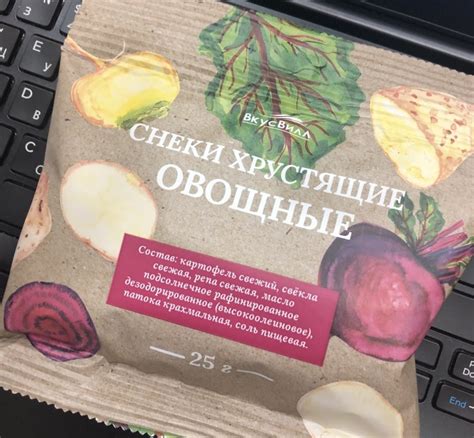 ВкусВилл
СНЕКИ ХРУСТЯЩИЕ
ОВОЩНЫЕ
Состав: картофель свежий, свёкла
свежая, репа свежая, масло
подсолнечное рафинированное
дезодорированное (высокоолеиновое),
патока крахмальная, соль пищевая.
25 г
End